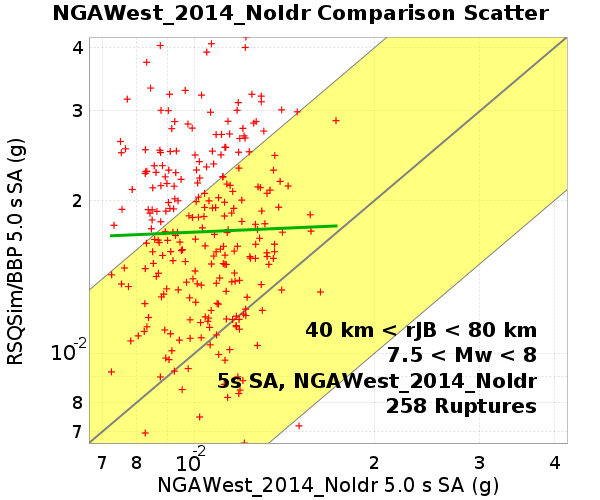 NGAWest_2014_NoIdr Comparison Scatter
RSQSim/BBP 5.0 s SA (g)
4
3
2
10-2
8
7
40 km < rJB < 80 km
7.5 < Mw < 8
5s SA, NGAWest_2014_NoIdr
258 Ruptures
7 8 10-2 2 3 4
NGAWest_2014_NoIdr 5.0 s SA (g)